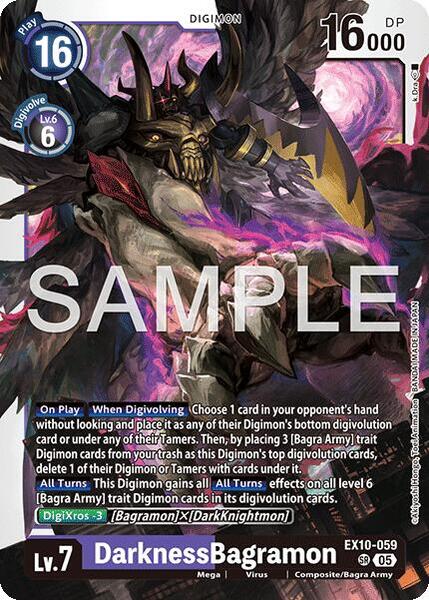 Play
16
DIGIMON
16000
DP
Digivolve
Lv.6
6
k.Dra
SAMPLE
©Akiyoshi Hongo, Toei Animation BANDAI MADE IN JAPAN
On Play When Digivolving Choose 1 card in your opponent's hand
without looking and place it as any of their Digimon's bottom digivolution
card or under any of their Tamers. Then, by placing 3 [Bagra Army] trait
Digimon cards from your trash as this Digimon's top digivolution cards,
delete 1 of their Digimon or Tamers with cards under it.
All Turns This Digimon gains all All Turns effects on all level 6
[Bagra Army] trait Digimon cards in its digivolution cards.
DigiXros -3 [Bagramon]×[DarkKnightmon]
Lv.7 DarknessBagramon EX10-059
SR 05
Mega Virus Composite/Bagra Army